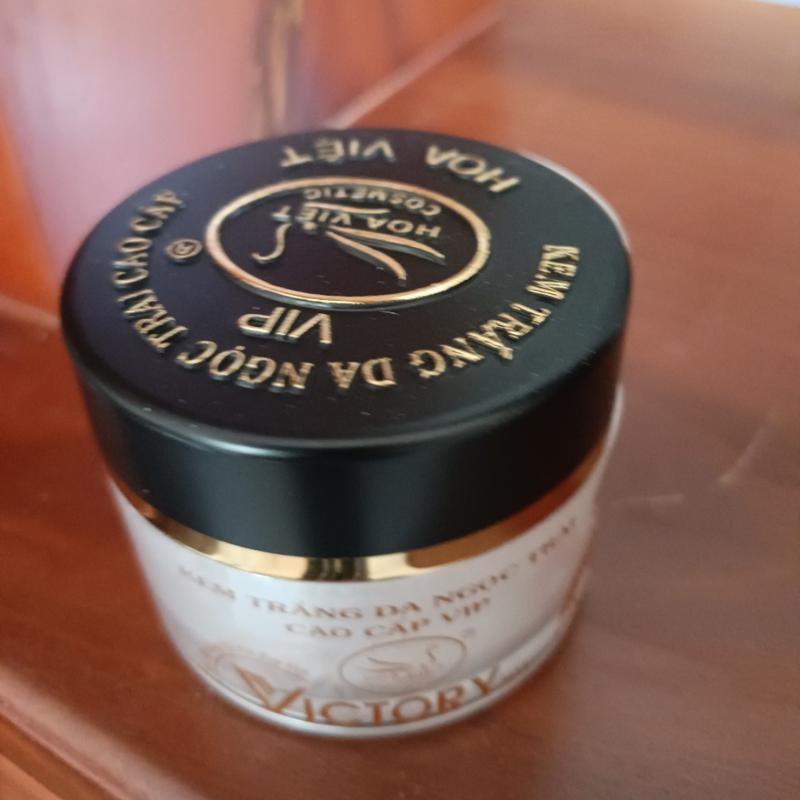 HOA VIỆT
HOA VIỆT
COSMETIC
VIP
KEM TRẮNG DA NGỌC TRAI CAO CẤP
®
KEM TRẮNG DA NGỌC TRAI
CAO CẤP VIP
VICTORY